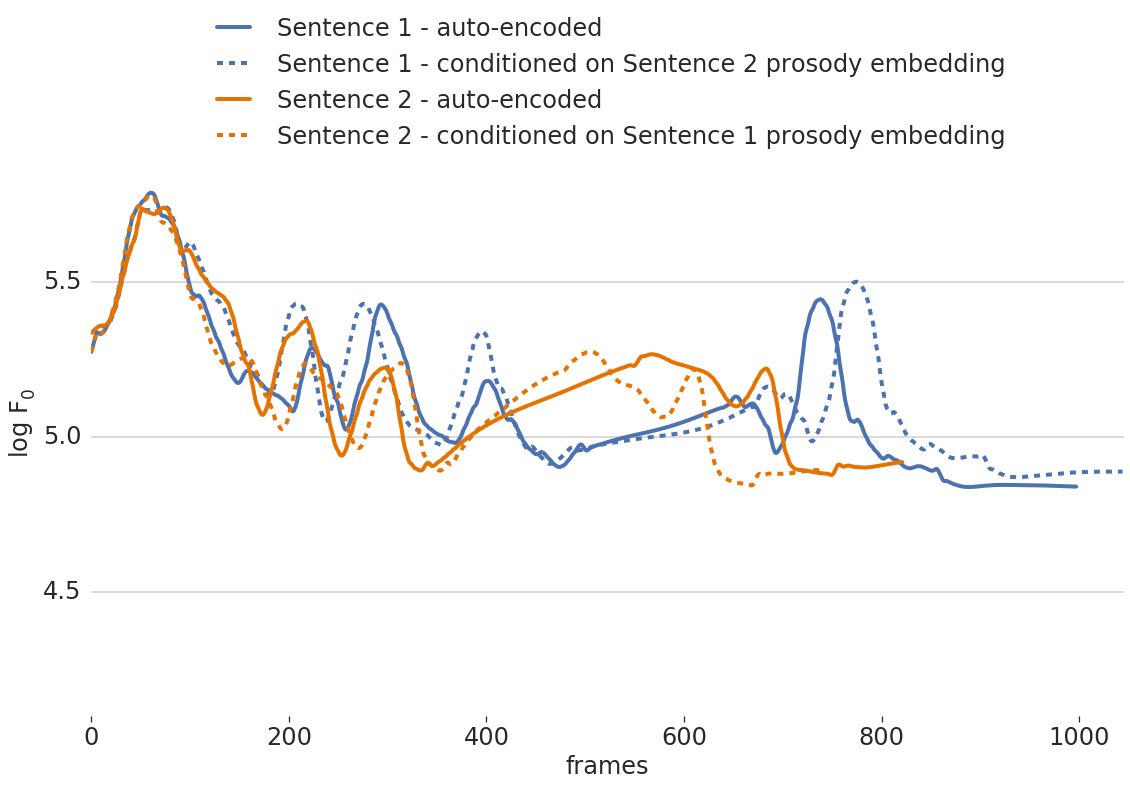 Sentence 1 - auto-encoded
Sentence 1 - conditioned on Sentence 2 prosody embedding
Sentence 2 - auto-encoded
Sentence 2 - conditioned on Sentence 1 prosody embedding
5.5
5.0
4.5
log F0
0 200 400 600 800 1000
frames